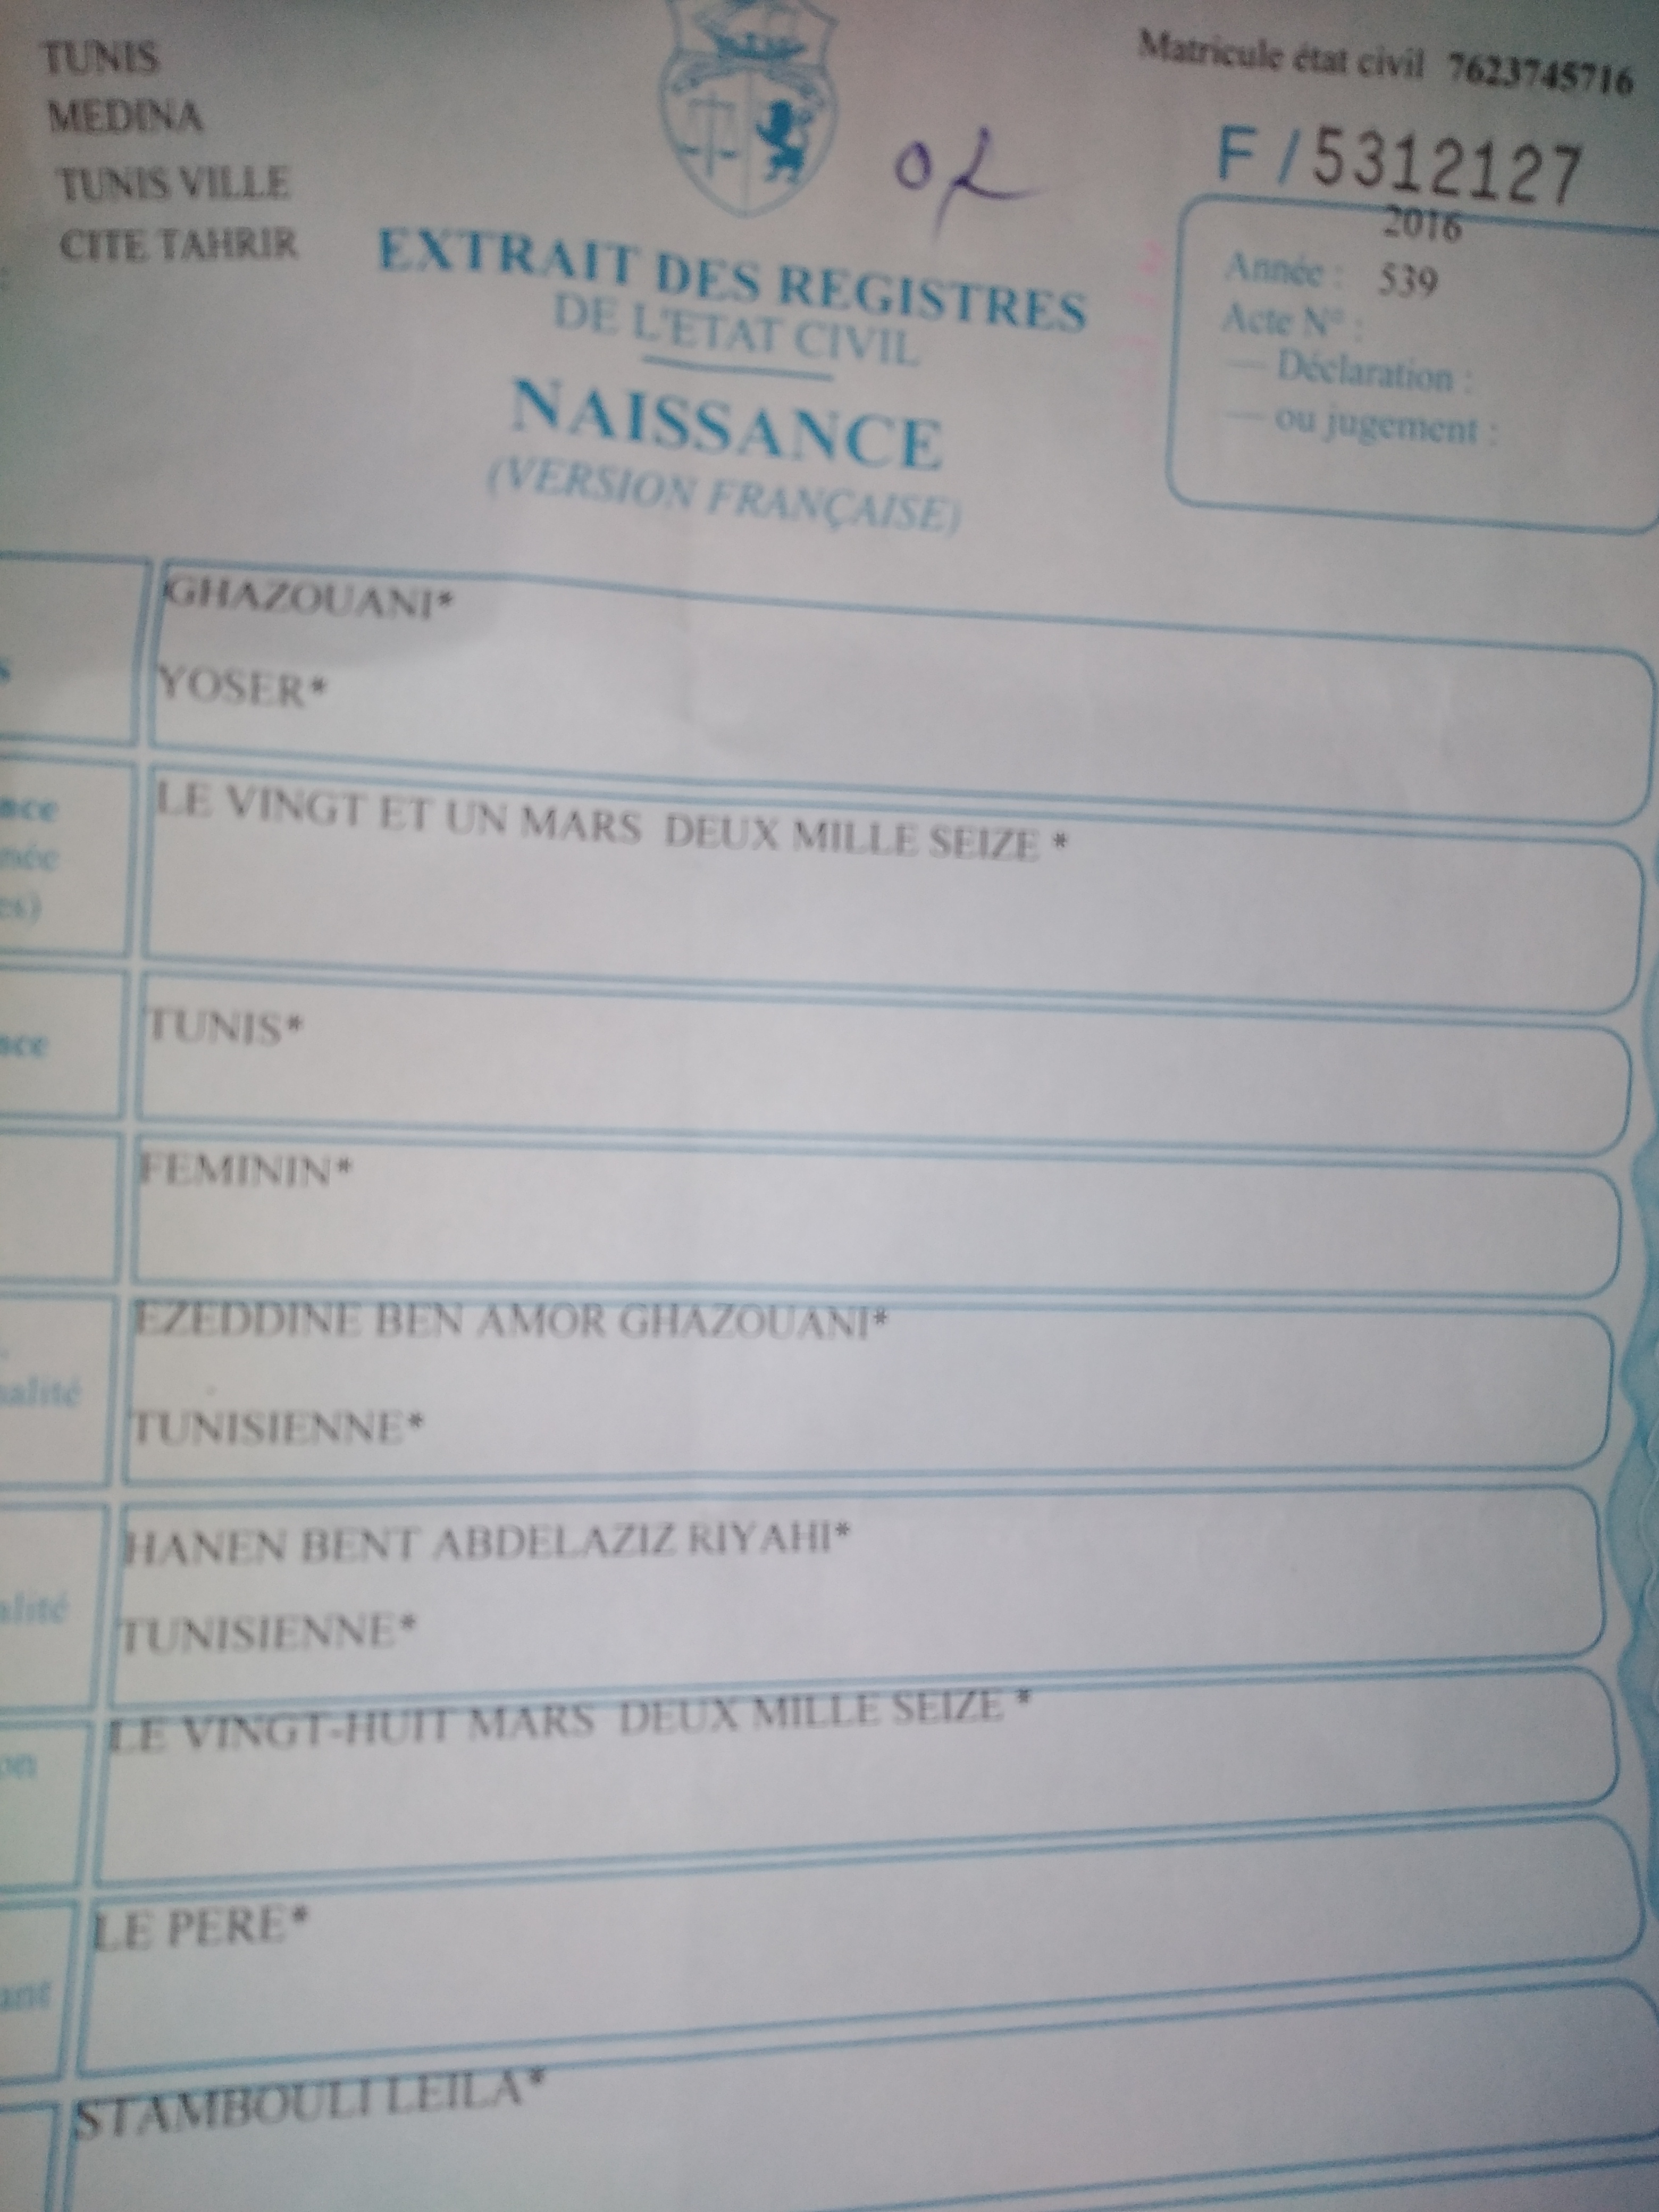 TUNIS
MEDINA
TUNIS VILLE
CITE TAHRIR
Matricule état civil 7623745716
F / 5312127
2016
Année : 539
Acte N° :
— Déclaration :
— ou jugement :
EXTRAIT DES REGISTRES
DE L'ETAT CIVIL
NAISSANCE
(VERSION FRANÇAISE)
GHAZOUANI*
YOSER*
LE VINGT ET UN MARS DEUX MILLE SEIZE *
TUNIS*
FEMININ*
EZEDDINE BEN AMOR GHAZOUANI*
TUNISIENNE*
HANEN BENT ABDELAZIZ RIYAHI*
TUNISIENNE*
LE VINGT-HUIT MARS DEUX MILLE SEIZE *
LE PERE*
STAMBOULI LEILA*